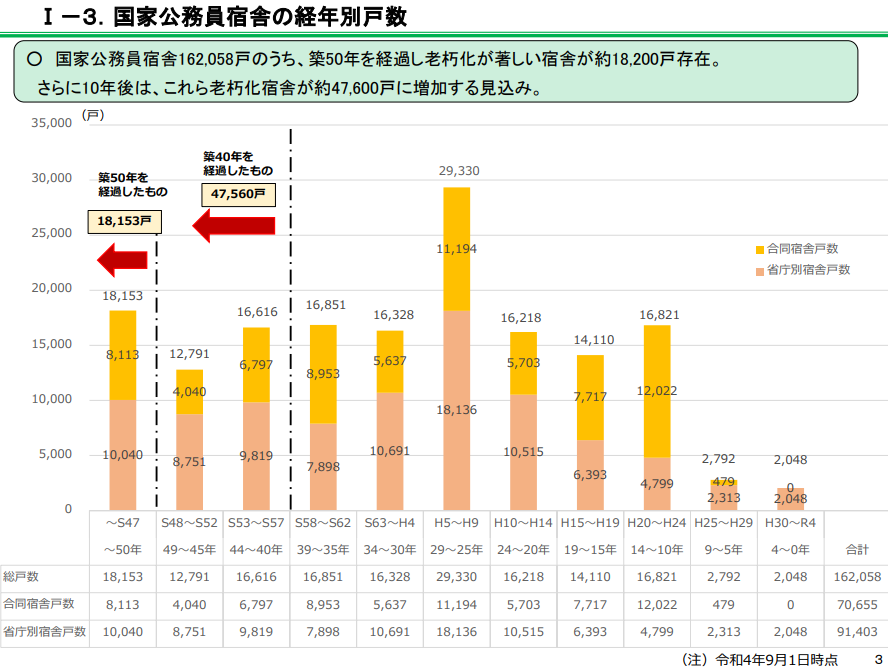 Ⅰ－３．国家公務員宿舎の経年別戸数
〇　国家公務員宿舎162,058戸のうち、築50年を経過し老朽化が著しい宿舎が約18,200戸存在。
さらに10年後は、これら老朽化宿舎が約47,600戸に増加する見込み。
（戸）
35,000
30,000
25,000
20,000
15,000
10,000
5,000
0
築50年を
経過したもの
18,153戸
築40年を
経過したもの
47,560戸
合同宿舎戸数
省庁別宿舎戸数
18,153
8,113
10,040
12,791
4,040
8,751
16,616
6,797
9,819
16,851
8,953
7,898
16,328
5,637
10,691
29,330
11,194
18,136
16,218
5,703
10,515
14,110
7,717
6,393
16,821
12,022
4,799
2,792
479
2,313
2,048
0
2,048
～S47 S48～S52 S53～S57 S58～S62 S63～H4 H5～H9 H10～H14 H15～H19 H20～H24 H25～H29 H30～R4
～50年 49～45年 44～40年 39～35年 34～30年 29～25年 24～20年 19～15年 14～10年 9～5年 4～0年 合計
総戸数 18,153 12,791 16,616 16,851 16,328 29,330 16,218 14,110 16,821 2,792 2,048 162,058
合同宿舎戸数 8,113 4,040 6,797 8,953 5,637 11,194 5,703 7,717 12,022 479 0 70,655
省庁別宿舎戸数 10,040 8,751 9,819 7,898 10,691 18,136 10,515 6,393 4,799 2,313 2,048 91,403
（注）令和4年9月1日時点
3